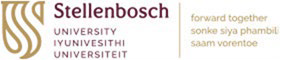 Stellenbosch
UNIVERSITY
IYUNIVESITHI
UNIVERSITEIT
forward together
sonke siya phambili
saam vorentoe